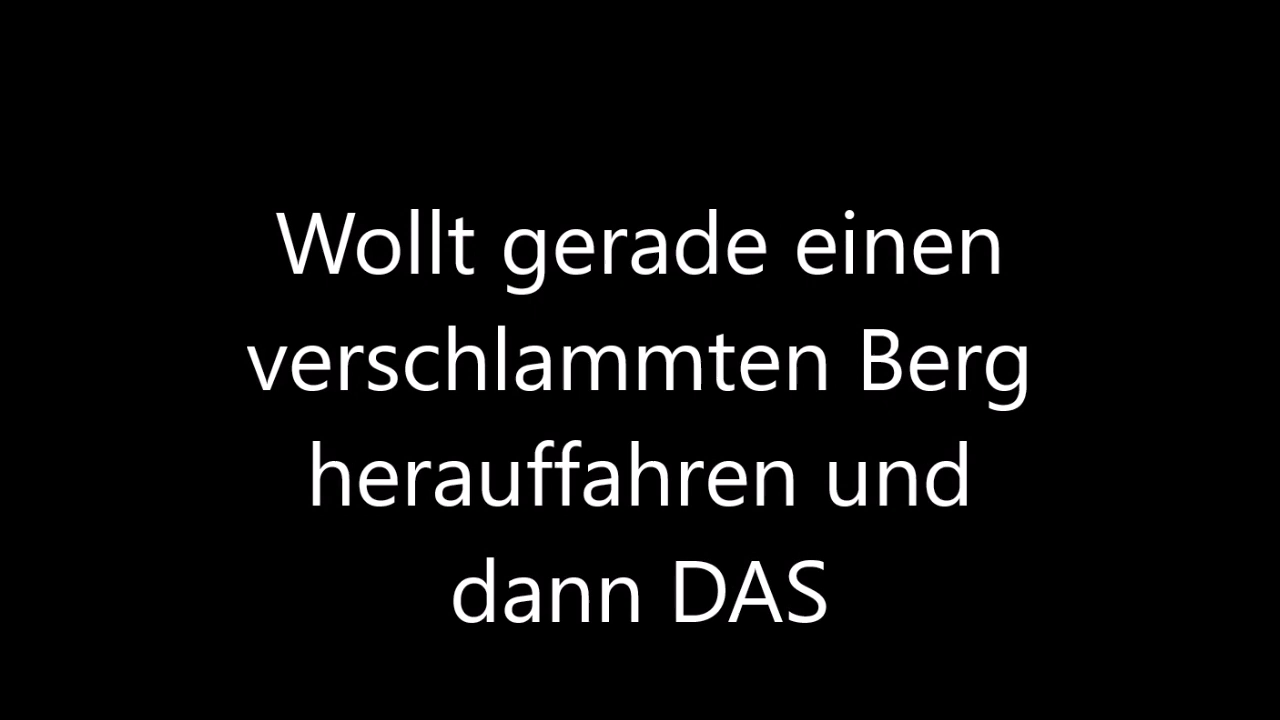 Wollt gerade einen
verschlammten Berg
herauffahren und
dann DAS